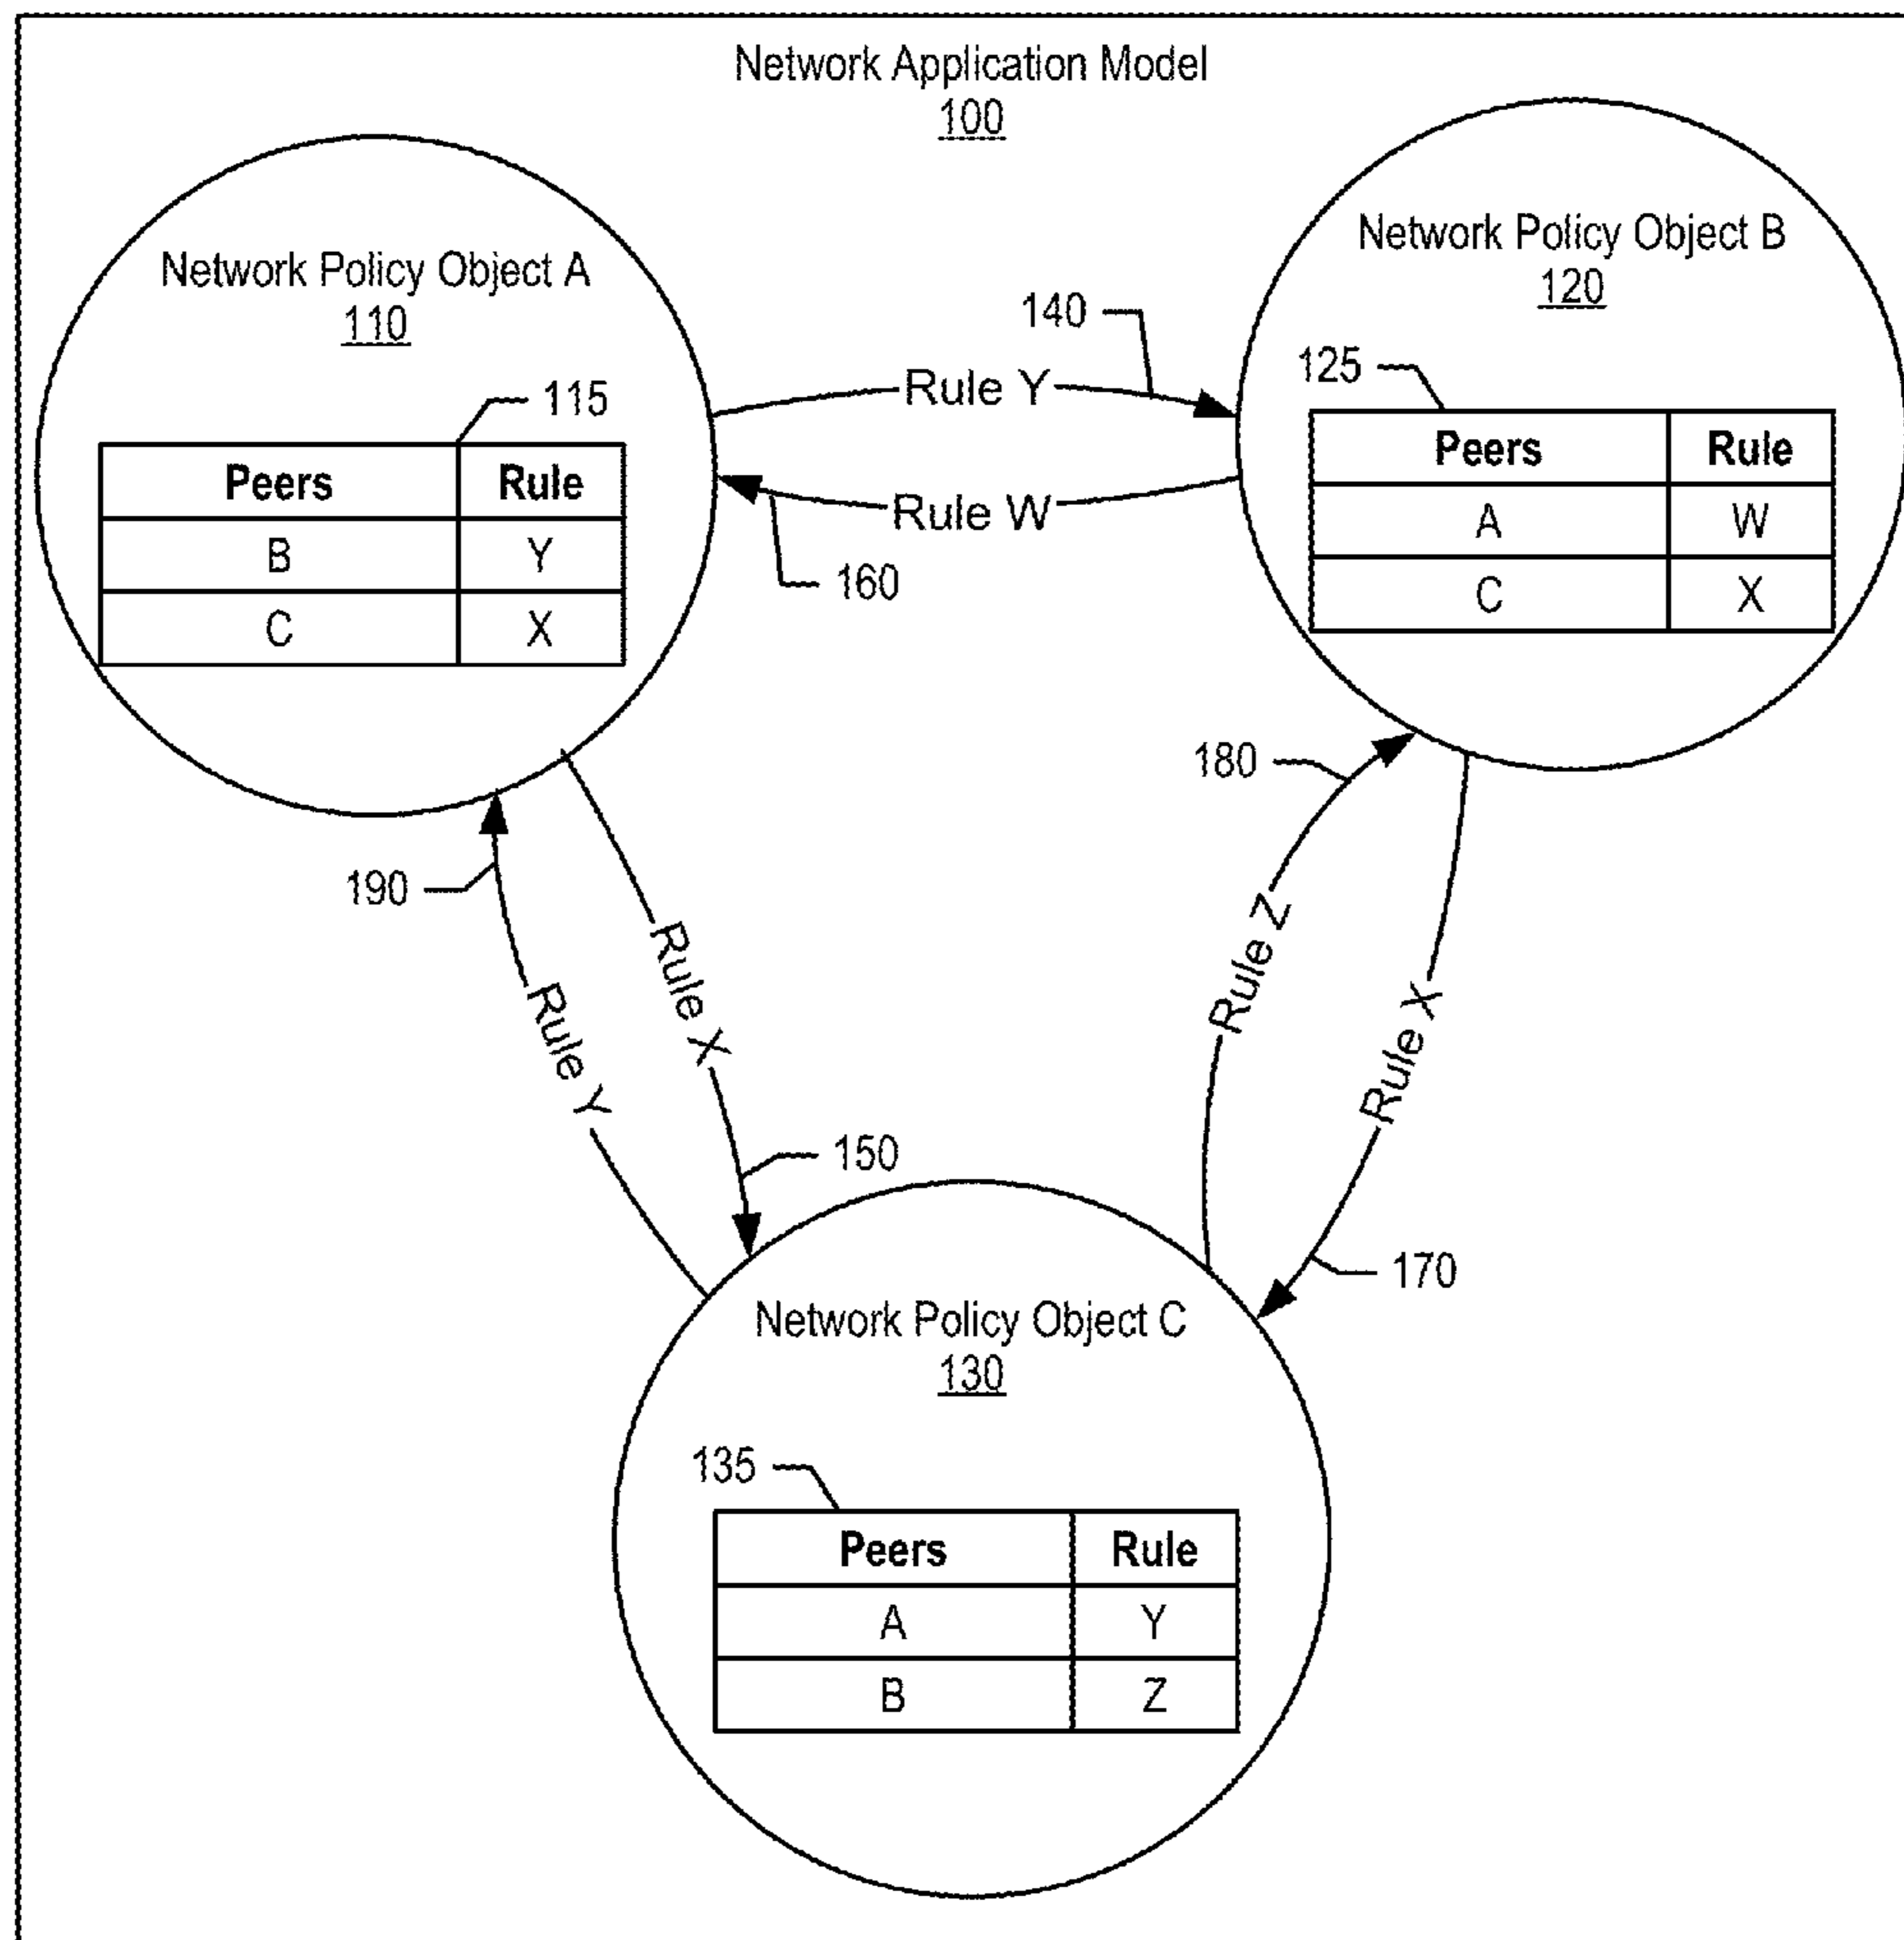 Network Application Model
100
Network Policy Object A
110
115
Peers Rule
B Y
C X
Network Policy Object B
120
125
Peers Rule
A W
C X
140
Rule Y
Rule W
160
180
190
Rule X
Rule Y
Rule Z
Rule X
150
170
Network Policy Object C
130
135
Peers Rule
A Y
B Z